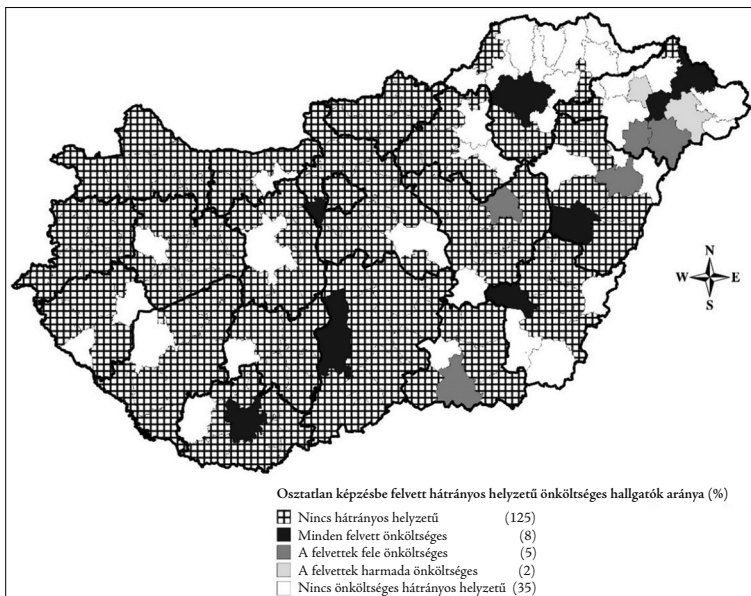 N
W E
S
Osztatlan képzésbe felvett hátrányos helyzetű önköltséges hallgatók aránya (%)
Nincs hátrányos helyzetű (125)
Minden felvett önköltséges (8)
A felvettek fele önköltséges (5)
A felvettek harmada önköltséges (2)
Nincs önköltséges hátrányos helyzetű (35)